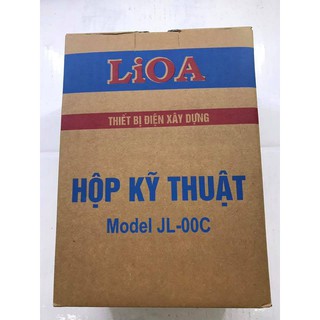 LiOA
THIẾT BỊ ĐIỆN XÂY DỰNG
HỘP KỸ THUẬT
Model JL-00C